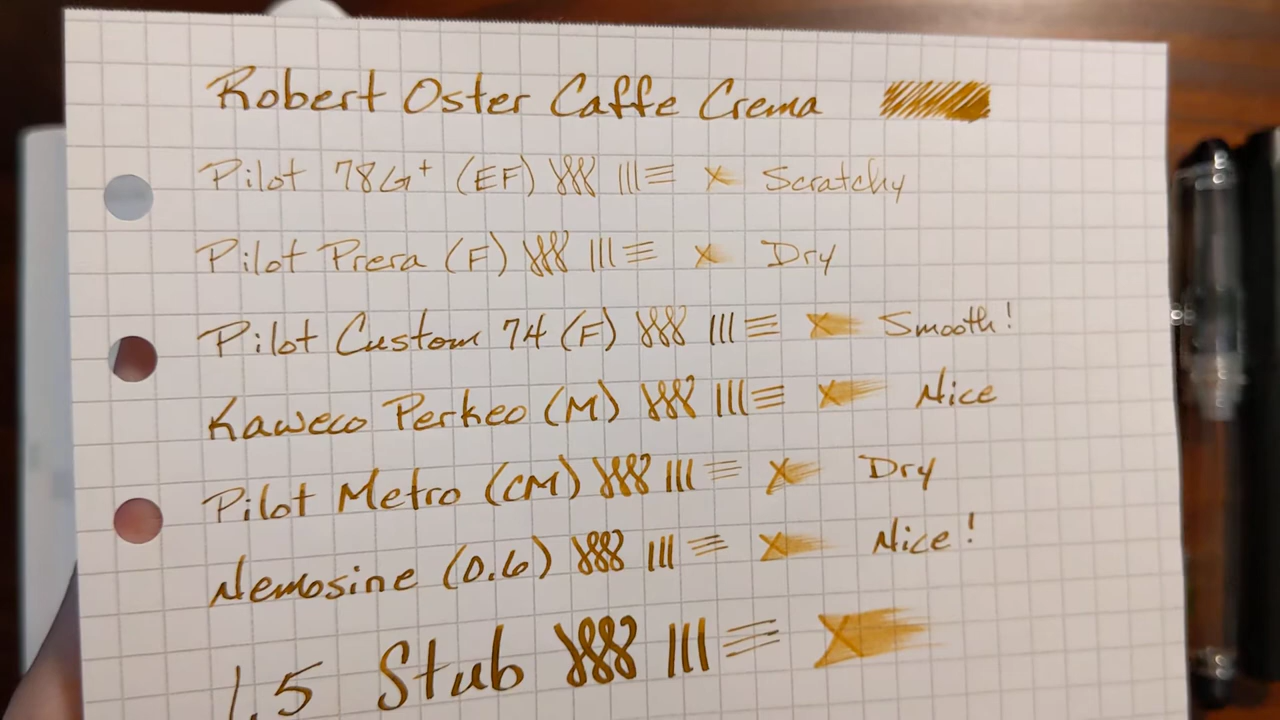 Robert Oster Caffe Crema
Pilot 78G+ (EF) Scratchy
Pilot Prera (F) Dry
Pilot Custom 74 (F) Smooth!
Kaweco Perkeo (M) Nice
Pilot Metro (CM) Dry
Nemosine (0.6) Nice!
1.5 Stub